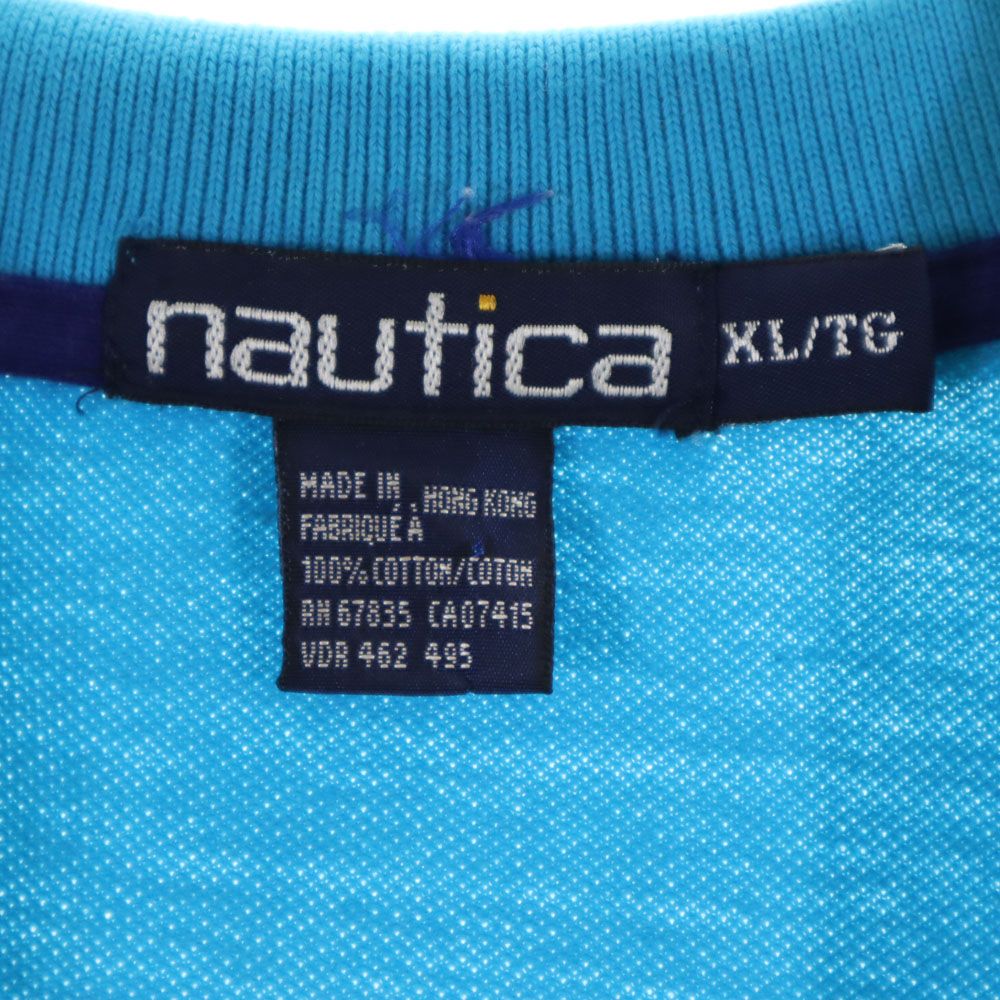 nautica
XL/TG
MADE IN HONG KONG
FABRIQUÉ À
100% COTTON/COTON
RN 67835 CA07415
VDR 462 495